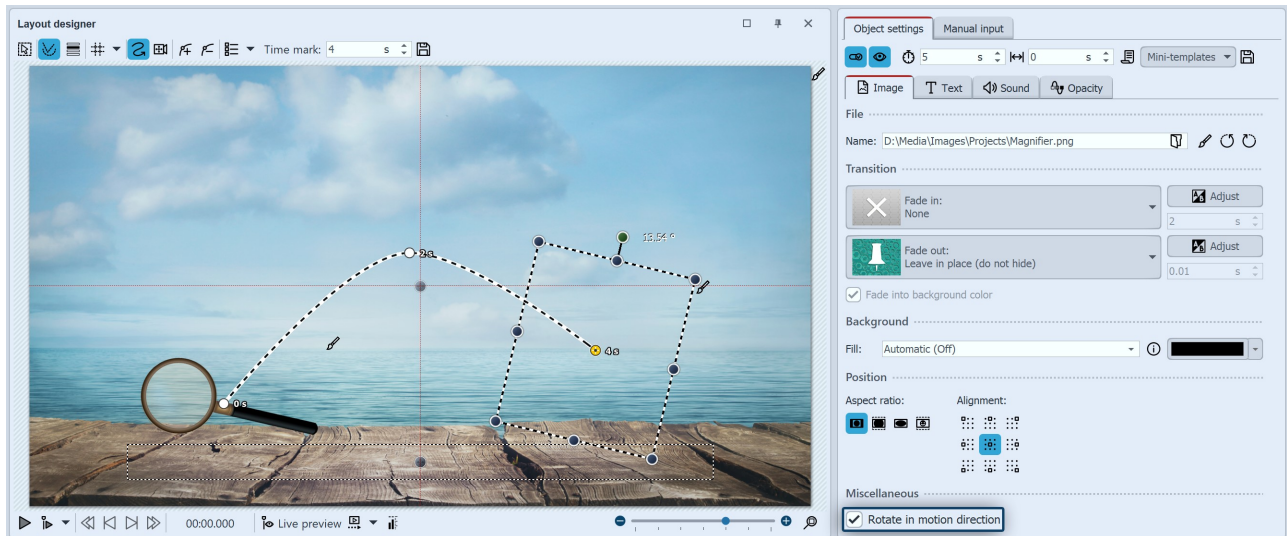 Layout designer
Time mark: 4 s
13.54 °
2s
4s
0s
00:00.000 Live preview
Object settings Manual input
5 s 0 s Mini-templates
Image Text Sound Opacity
File
Name: D:\Media\Images\Projects\Magnifier.png
Transition
Fade in:
None
Adjust
2 s
Fade out:
Leave in place (do not hide)
Adjust
0.01 s
Fade into background color
Background
Fill: Automatic (Off)
Position
Aspect ratio: Alignment:
Miscellaneous
Rotate in motion direction